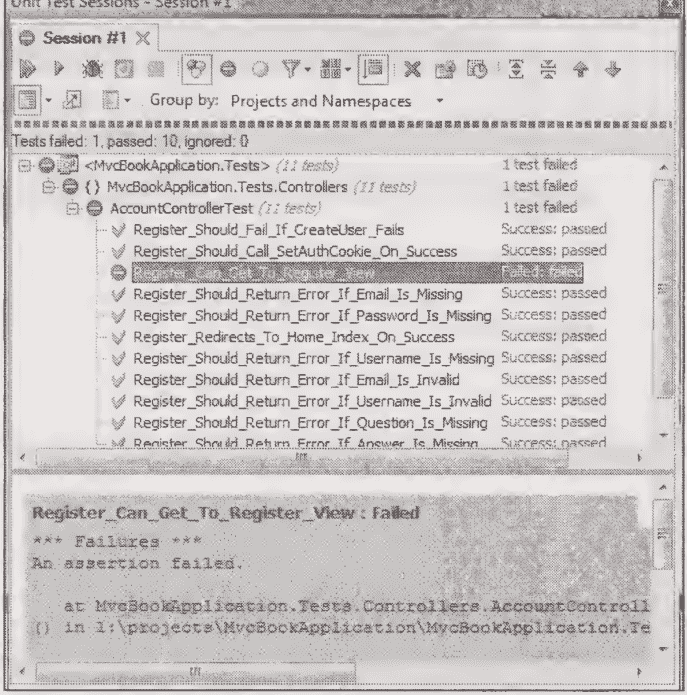 Unit Test Sessions - Session #1
Session #1
Group by: Projects and Namespaces
Tests failed: 1, passed: 10, ignored: 0
<MvcBookApplication.Tests> (11 tests) 1 test failed
{} MvcBookApplication.Tests.Controllers (11 tests) 1 test failed
AccountControllerTest (11 tests) 1 test failed
Register_Should_Fail_If_CreateUser_Fails Success: passed
Register_Should_Call_SetAuthCookie_On_Success Success: passed
Register_Can_Get_To_Register_View Failed: failed
Register_Should_Return_Error_If_Email_Is_Missing Success: passed
Register_Should_Return_Error_If_Password_Is_Missing Success: passed
Register_Redirects_To_Home_Index_On_Success Success: passed
Register_Should_Return_Error_If_Username_Is_Missing Success: passed
Register_Should_Return_Error_If_Email_Is_Invalid Success: passed
Register_Should_Return_Error_If_Username_Is_Invalid Success: passed
Register_Should_Return_Error_If_Question_Is_Missing Success: passed
Register_Should_Return_Error_If_Answer_Is_Missing Success: passed
Register_Can_Get_To_Register_View : Failed
*** Failures ***
An assertion failed.
at MvcBookApplication.Tests.Controllers.AccountControll
() in l:\projects\MvcBookApplication\MvcBookApplication.Te